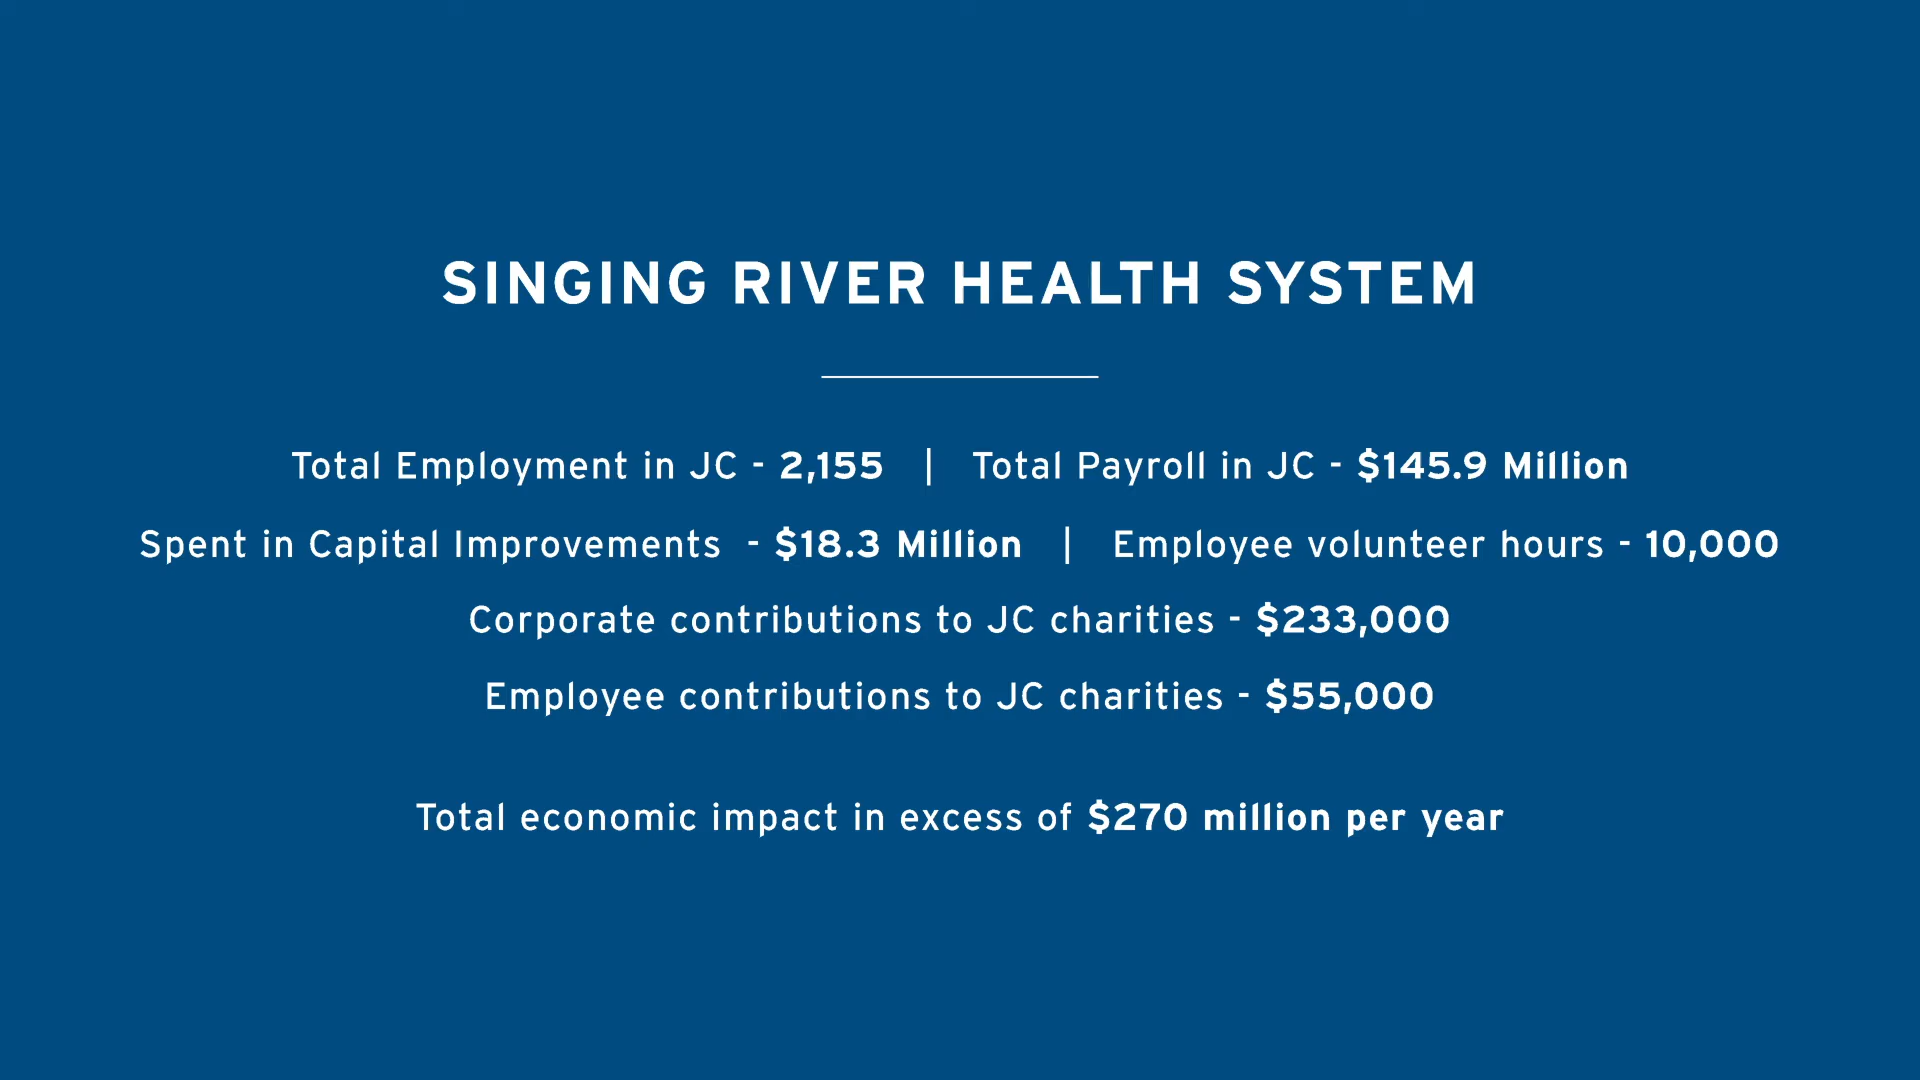 SINGING RIVER HEALTH SYSTEM
Total Employment in JC - 2,155 | Total Payroll in JC - $145.9 Million
Spent in Capital Improvements - $18.3 Million | Employee volunteer hours - 10,000
Corporate contributions to JC charities - $233,000
Employee contributions to JC charities - $55,000
Total economic impact in excess of $270 million per year